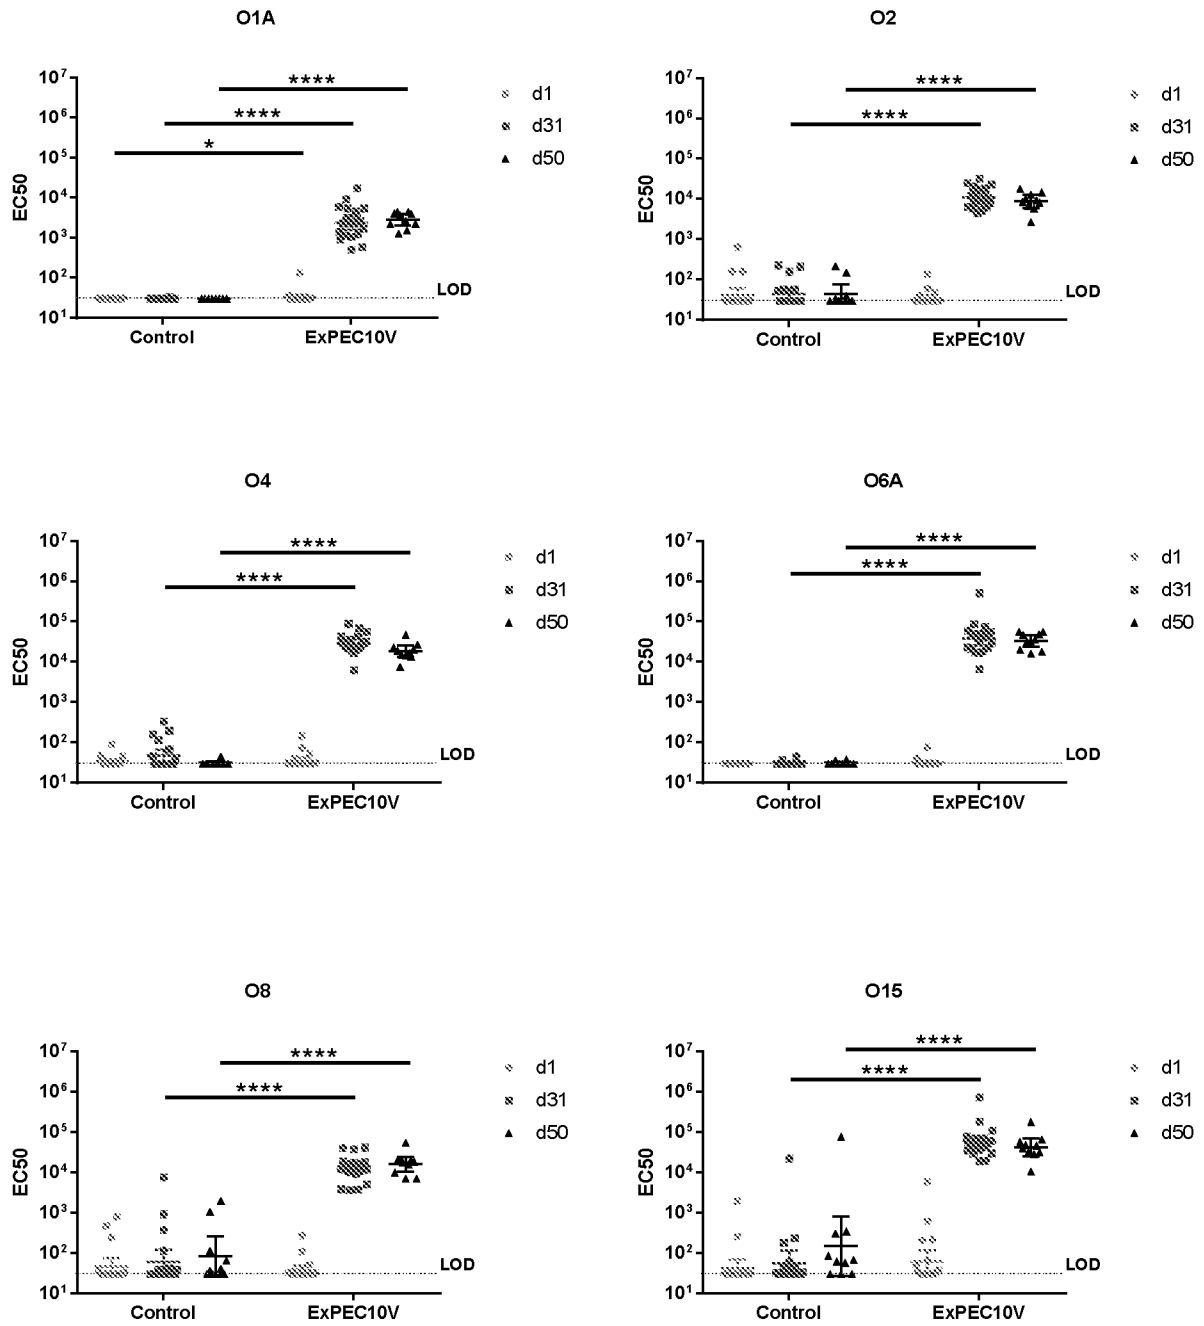 O1A
O2
EC50
10⁷
10⁶
10⁵
10⁴
10³
10²
10¹
****
****
*
LOD
Control
ExPEC10V
d1
d31
d50
EC50
10⁷
10⁶
10⁵
10⁴
10³
10²
10¹
****
****
LOD
Control
ExPEC10V
d1
d31
d50
O4
O6A
EC50
10⁷
10⁶
10⁵
10⁴
10³
10²
10¹
****
****
LOD
Control
ExPEC10V
d1
d31
d50
EC50
10⁷
10⁶
10⁵
10⁴
10³
10²
10¹
****
****
LOD
Control
ExPEC10V
d1
d31
d50
O8
O15
EC50
10⁷
10⁶
10⁵
10⁴
10³
10²
10¹
****
****
LOD
Control
ExPEC10V
d1
d31
d50
EC50
10⁷
10⁶
10⁵
10⁴
10³
10²
10¹
****
****
LOD
Control
ExPEC10V
d1
d31
d50